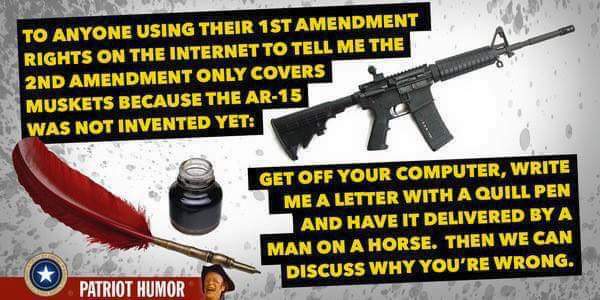 TO ANYONE USING THEIR 1ST AMENDMENT
RIGHTS ON THE INTERNET TO TELL ME THE
2ND AMENDMENT ONLY COVERS
MUSKETS BECAUSE THE AR-15
WAS NOT INVENTED YET:
GET OFF YOUR COMPUTER, WRITE
ME A LETTER WITH A QUILL PEN
AND HAVE IT DELIVERED BY A
MAN ON A HORSE. THEN WE CAN
DISCUSS WHY YOU'RE WRONG.
PATRIOT HUMOR